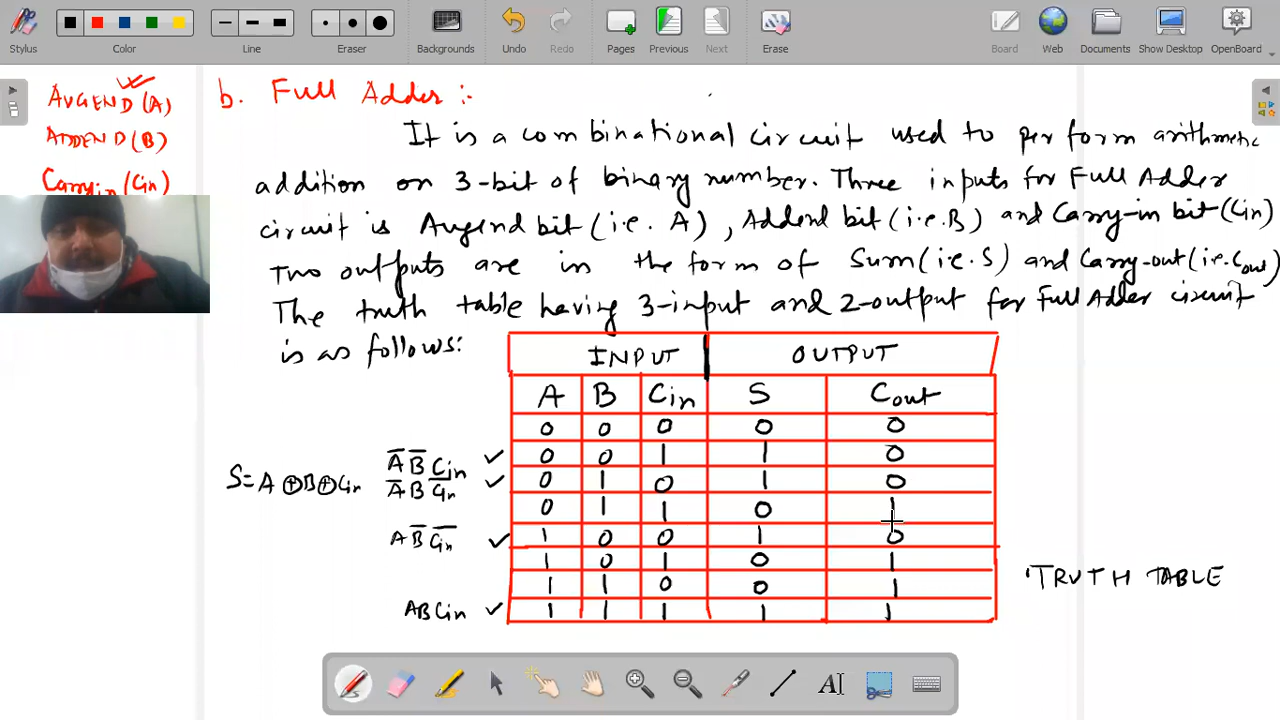 Stylus Color Line Eraser Backgrounds Undo Redo Pages Previous Next Erase Board Web Documents Show Desktop OpenBoard
AUGEND (A)
ADDEND (B)
Carry in (Cin)
b. Full Adder :-
It is a combinational circuit used to perform arithmetic
addition on 3-bit of binary number. Three inputs for Full Adder
circuit is Augend bit (i.e. A), Addend bit (i.e. B) and Carry-in bit (Cin)
Two outputs are in the form of Sum (i.e. S) and Carry-out (i.e. Cout)
The truth table having 3-input and 2-output for Full Adder circuit
is as follows:
INPUT OUTPUT
A B Cin S Cout
0 0 0 0 0
A̅ B̅ Cin ✓ 0 0 1 1 0
S = A ⊕ B ⊕ Cin A̅ B C̅in ✓ 0 1 0 1 0
0 1 1 0 1
A B̅ C̅in ✓ 1 0 0 1 0
1 0 1 0 1
1 1 0 0 1
ABCin ✓ 1 1 1 1 1
TRUTH TABLE